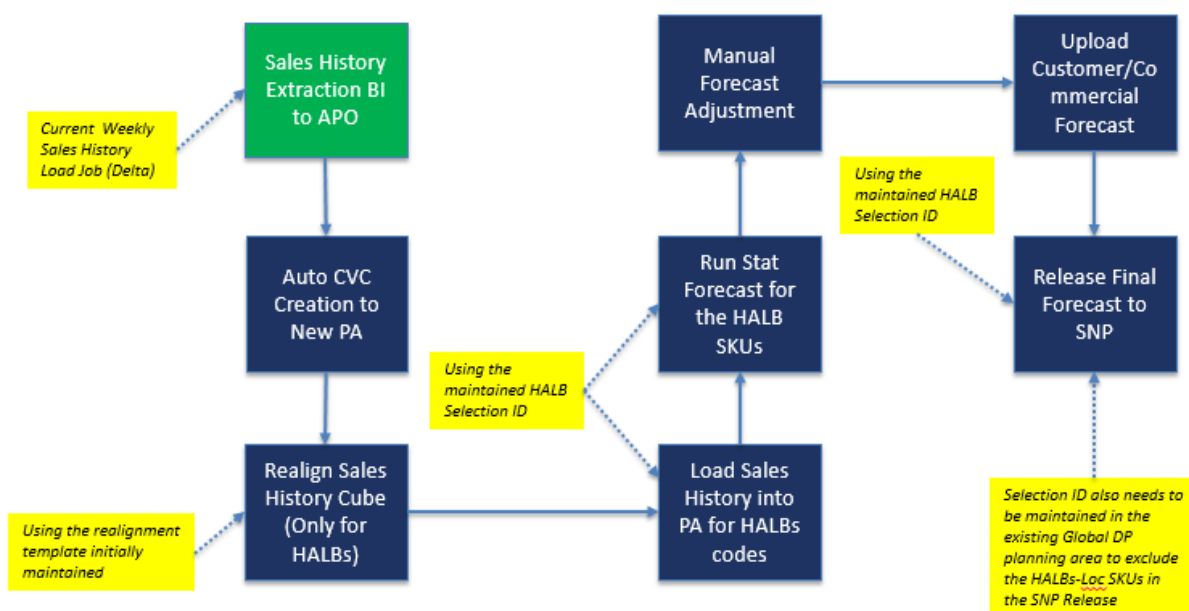 Sales History
Extraction BI
to APO
Current  Weekly
Sales History
Load Job (Delta)
Auto CVC
Creation to
New PA
Realign Sales
History Cube
(Only for
HALBs)
Using the realignment
template initially
maintained
Load Sales
History into
PA for HALBs
codes
Using the
maintained HALB
Selection ID
Run Stat
Forecast for
the HALB
SKUs
Manual
Forecast
Adjustment
Upload
Customer/Co
mmercial
Forecast
Using the
maintained HALB
Selection ID
Release Final
Forecast to
SNP
Selection ID also needs to
be maintained in the
existing Global DP
planning area to exclude
the HALBs-Loc SKUs in
the SNP Release